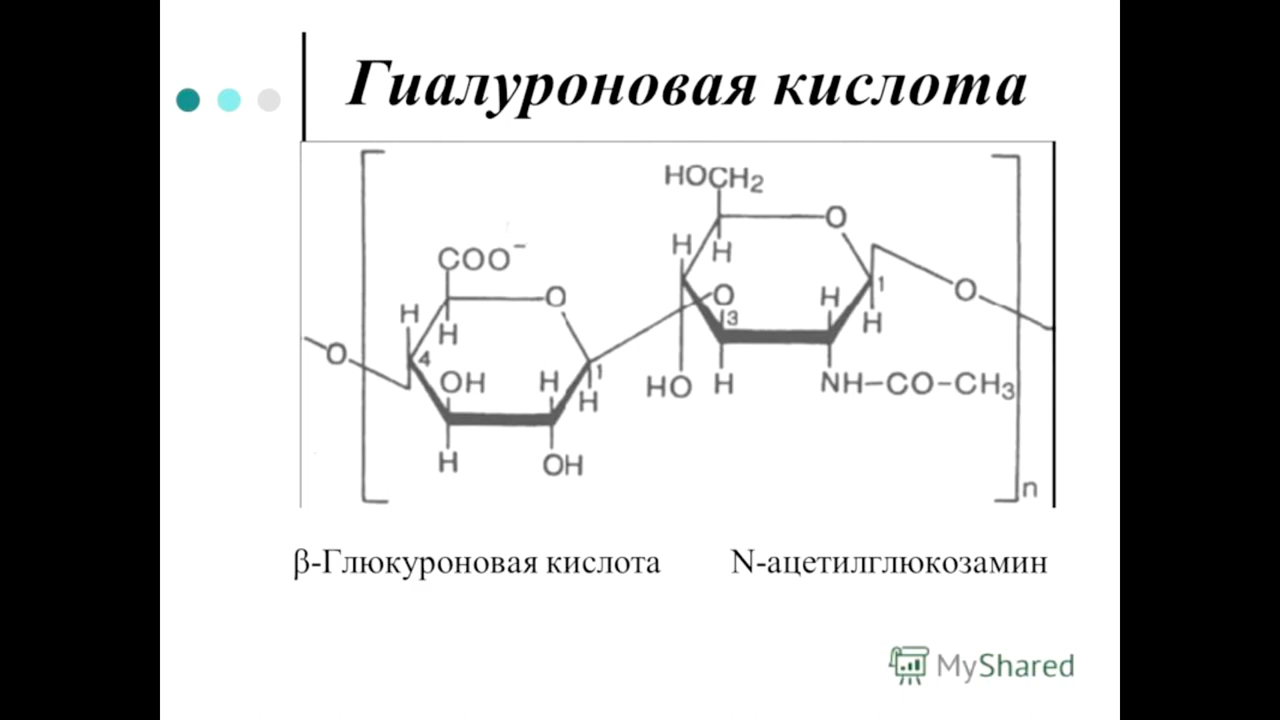 Гиалуроновая кислота
HOCH2
H H O
COO⁻
H H O
O 4 1
OH H H
H OH
O 3 H 1 H
HO H NH–CO–CH3
O
n
β-Глюкуроновая кислота N-ацетилглюкозамин
MyShared